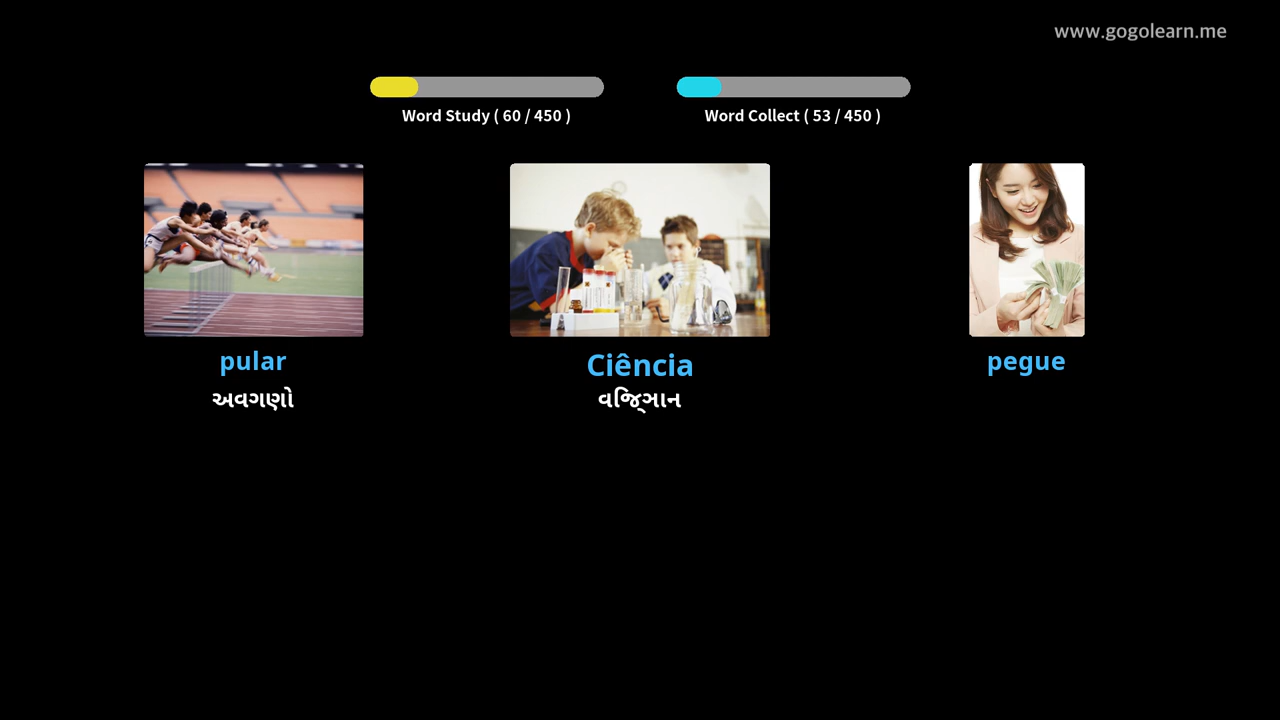 www.gogolearn.me
Word Study ( 60 / 450 )
Word Collect ( 53 / 450 )
pular
Ciência
pegue
અવગણો
વજ્ઞિાન